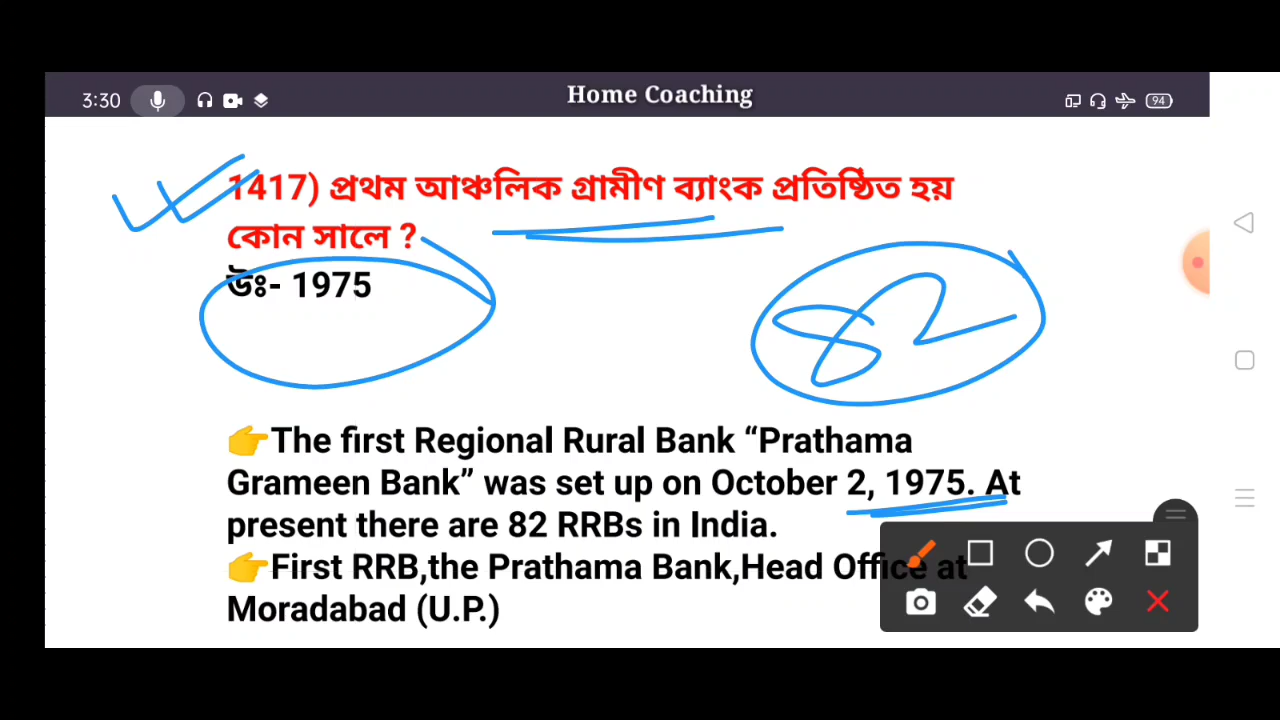 3:30
Home Coaching
94
1417) প্রথম আঞ্চলিক গ্রামীণ ব্যাংক প্রতিষ্ঠিত হয়
কোন সালে ?
উঃ- 1975
82
👉The first Regional Rural Bank “Prathama
Grameen Bank” was set up on October 2, 1975. At
present there are 82 RRBs in India.
👉First RRB,the Prathama Bank,Head Office at
Moradabad (U.P.)